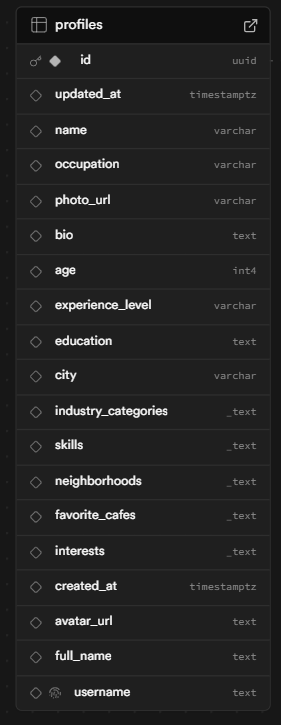 profiles
id uuid
updated_at timestamptz
name varchar
occupation varchar
photo_url varchar
bio text
age int4
experience_level varchar
education text
city varchar
industry_categories _text
skills _text
neighborhoods _text
favorite_cafes _text
interests _text
created_at timestamptz
avatar_url text
full_name text
username text